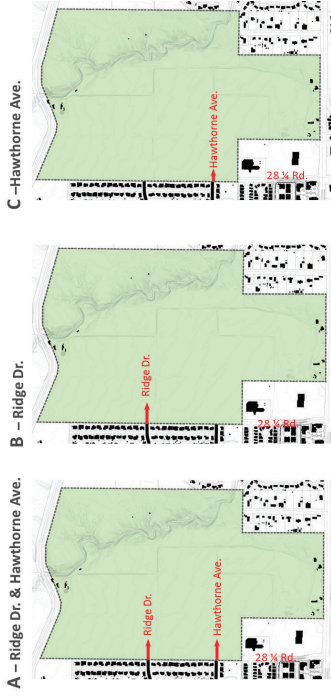 A – Ridge Dr. & Hawthorne Ave.
Ridge Dr.
Hawthorne Ave.
28 ¼ Rd.
B – Ridge Dr.
Ridge Dr.
28 ¼ Rd.
C –Hawthorne Ave.
Hawthorne Ave.
28 ¼ Rd.